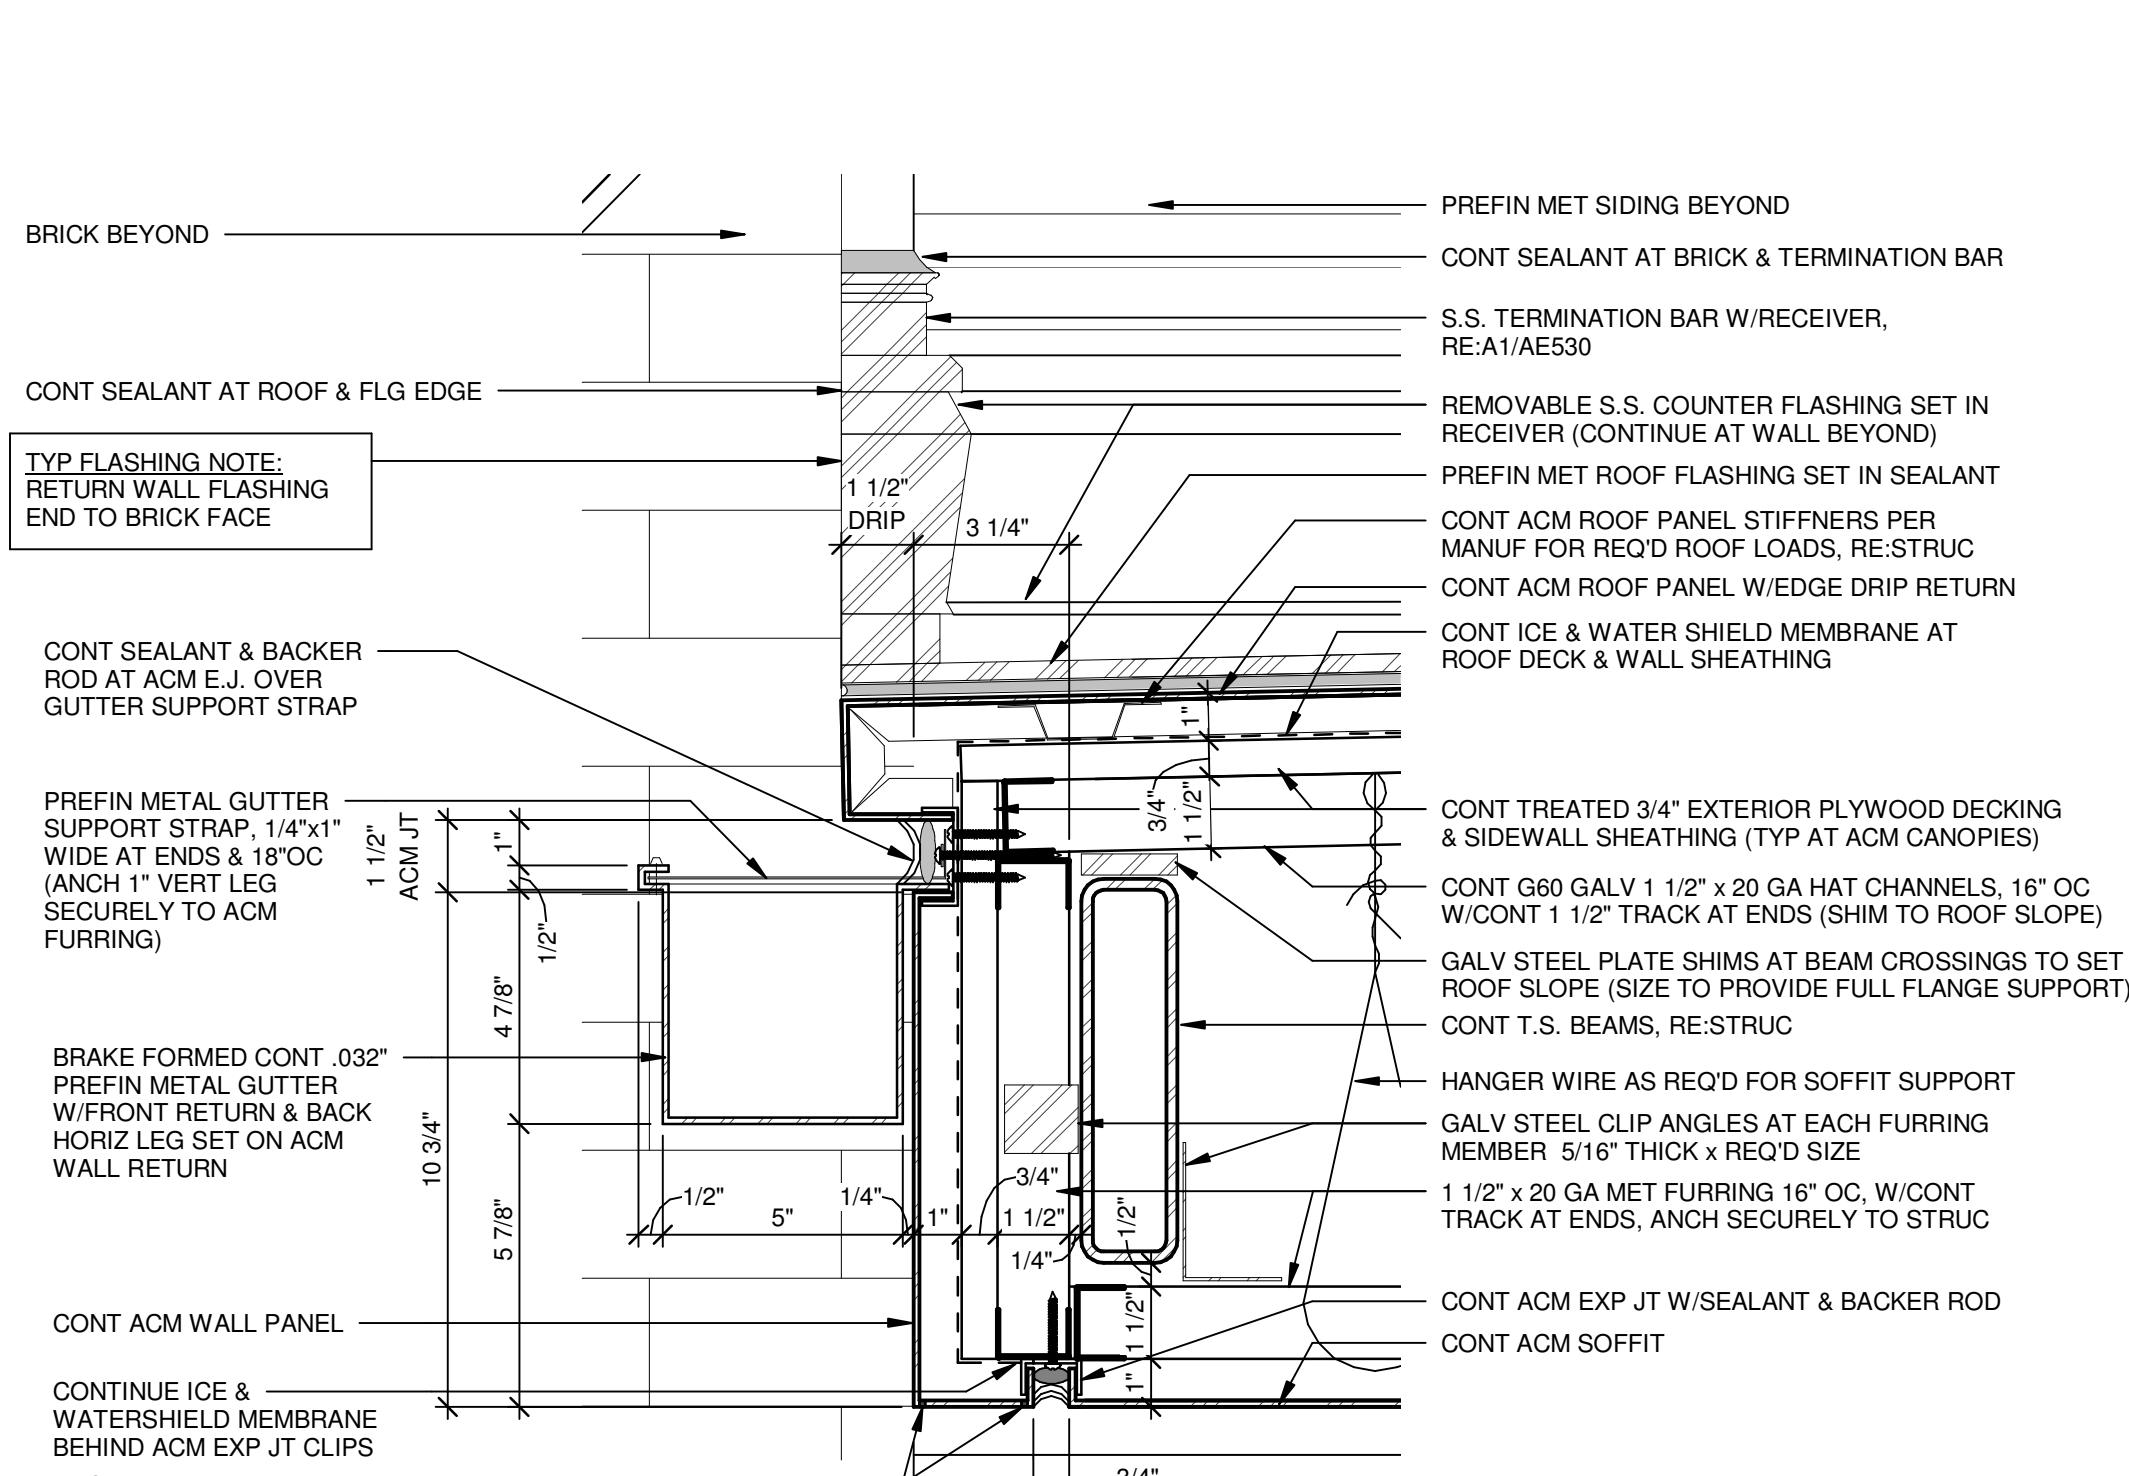 BRICK BEYOND
CONT SEALANT AT ROOF & FLG EDGE
TYP FLASHING NOTE:
RETURN WALL FLASHING
END TO BRICK FACE
CONT SEALANT & BACKER
ROD AT ACM E.J. OVER
GUTTER SUPPORT STRAP
PREFIN METAL GUTTER
SUPPORT STRAP, 1/4"x1"
WIDE AT ENDS & 18"OC
(ANCH 1" VERT LEG
SECURELY TO ACM
FURRING)
BRAKE FORMED CONT .032"
PREFIN METAL GUTTER
W/FRONT RETURN & BACK
HORIZ LEG SET ON ACM
WALL RETURN
CONT ACM WALL PANEL
CONTINUE ICE &
WATERSHIELD MEMBRANE
BEHIND ACM EXP JT CLIPS
1 1/2"
DRIP
3 1/4"
1"
3/4"
1 1/2"
1 1/2"
ACM JT
1"
1/2"
4 7/8"
10 3/4"
5 7/8"
1/2"
5"
1/4"
1"
3/4"
1 1/2"
1/4"
1/2"
1 1/2"
1"
3/4"
PREFIN MET SIDING BEYOND
CONT SEALANT AT BRICK & TERMINATION BAR
S.S. TERMINATION BAR W/RECEIVER,
RE:A1/AE530
REMOVABLE S.S. COUNTER FLASHING SET IN
RECEIVER (CONTINUE AT WALL BEYOND)
PREFIN MET ROOF FLASHING SET IN SEALANT
CONT ACM ROOF PANEL STIFFNERS PER
MANUF FOR REQ'D ROOF LOADS, RE:STRUC
CONT ACM ROOF PANEL W/EDGE DRIP RETURN
CONT ICE & WATER SHIELD MEMBRANE AT
ROOF DECK & WALL SHEATHING
CONT TREATED 3/4" EXTERIOR PLYWOOD DECKING
& SIDEWALL SHEATHING (TYP AT ACM CANOPIES)
CONT G60 GALV 1 1/2" x 20 GA HAT CHANNELS, 16" OC
W/CONT 1 1/2" TRACK AT ENDS (SHIM TO ROOF SLOPE)
GALV STEEL PLATE SHIMS AT BEAM CROSSINGS TO SET
ROOF SLOPE (SIZE TO PROVIDE FULL FLANGE SUPPORT)
CONT T.S. BEAMS, RE:STRUC
HANGER WIRE AS REQ'D FOR SOFFIT SUPPORT
GALV STEEL CLIP ANGLES AT EACH FURRING
MEMBER  5/16" THICK x REQ'D SIZE
1 1/2" x 20 GA MET FURRING 16" OC, W/CONT
TRACK AT ENDS, ANCH SECURELY TO STRUC
CONT ACM EXP JT W/SEALANT & BACKER ROD
CONT ACM SOFFIT